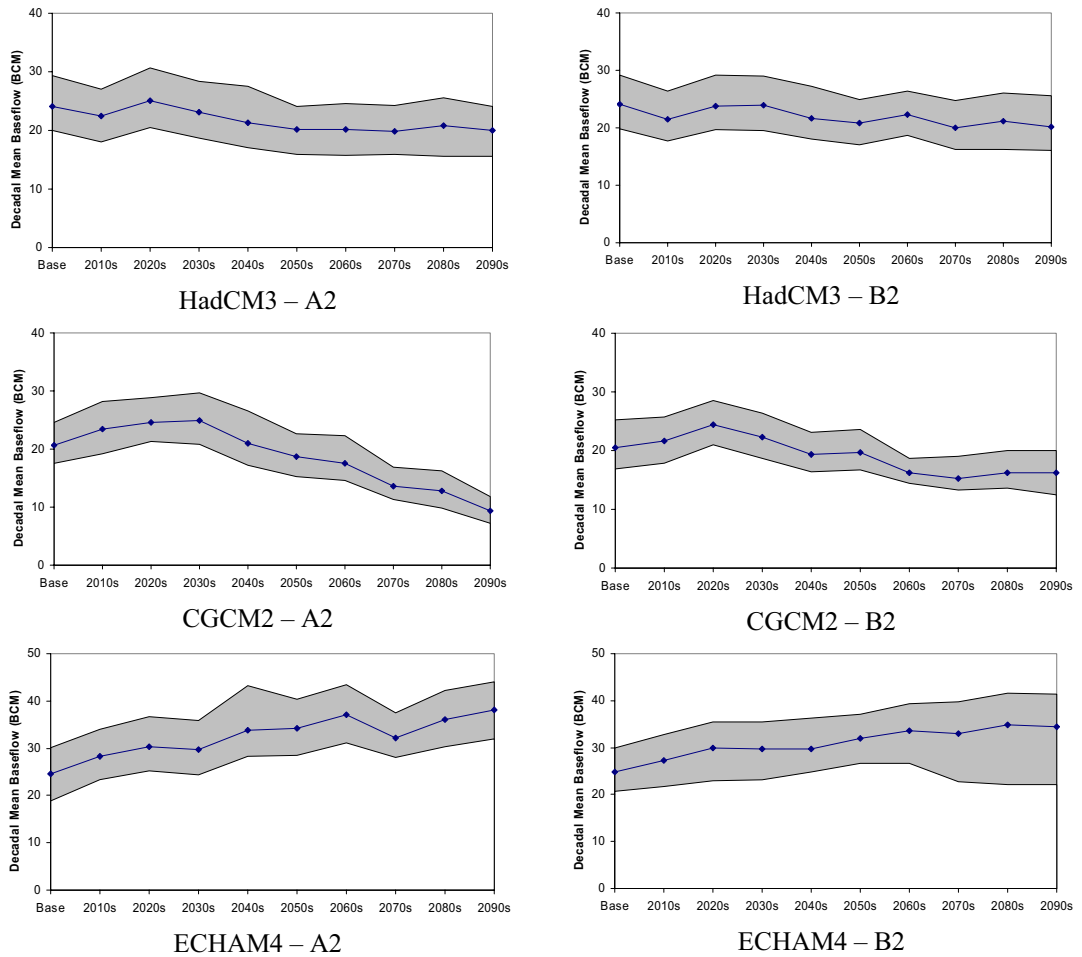 Decadal Mean Baseflow (BCM)
40
30
20
10
0
Base 2010s 2020s 2030s 2040s 2050s 2060s 2070s 2080s 2090s
HadCM3 – A2
Decadal Mean Baseflow (BCM)
40
30
20
10
0
Base 2010s 2020s 2030s 2040s 2050s 2060s 2070s 2080s 2090s
HadCM3 – B2
Decadal Mean Baseflow (BCM)
40
30
20
10
0
Base 2010s 2020s 2030s 2040s 2050s 2060s 2070s 2080s 2090s
CGCM2 – A2
Decadal Mean Baseflow (BCM)
40
30
20
10
0
Base 2010s 2020s 2030s 2040s 2050s 2060s 2070s 2080s 2090s
CGCM2 – B2
Decadal Mean Baseflow (BCM)
50
40
30
20
10
0
Base 2010s 2020s 2030s 2040s 2050s 2060s 2070s 2080s 2090s
ECHAM4 – A2
Decadal Mean Baseflow (BCM)
50
40
30
20
10
0
Base 2010s 2020s 2030s 2040s 2050s 2060s 2070s 2080s 2090s
ECHAM4 – B2